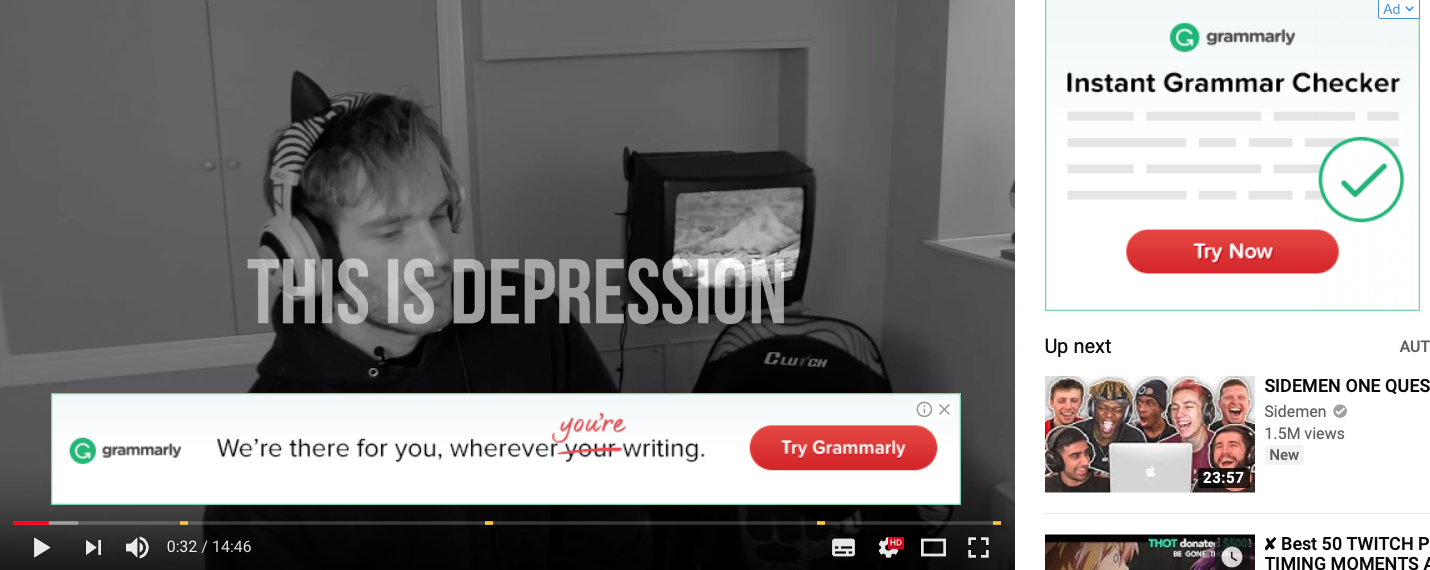 THIS IS DEPRESSION
CLUTCH
grammarly
you're
We're there for you, wherever your writing.
Try Grammarly
0:32 / 14:46
HD
Ad
grammarly
Instant Grammar Checker
Try Now
Up next
AUT
SIDEMEN ONE QUES
Sidemen
1.5M views
New
23:57
THOT donated $5001
BE GONE T
✘ Best 50 TWITCH P
TIMING MOMENTS A